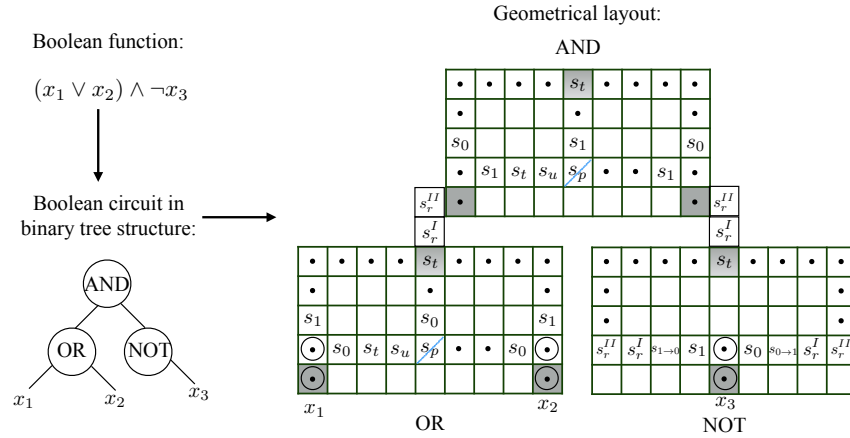 Boolean function:
(x₁ ∨ x₂) ∧ ¬x₃
Boolean circuit in
binary tree structure:
AND
OR NOT
x₁ x₂ x₃
Geometrical layout:
AND
• • • • s_t • • • •
• • •
s₀ s₁ s₀
• s₁ s_t s_u s_p • • s₁ •
s_r^{II} • • s_r^{II}
s_r^I s_r^I
• • • • s_t • • • •
• • •
s₁ s₀ s₁
• s₀ s_t s_u s_p • • s₀ •
• •
x₁ x₂
OR
• • • • s_t • • • •
• •
• •
s_r^{II} s_r^I s_{1→0} s₁ • s₀ s_{0→1} s_r^I s_r^{II}
•
x₃
NOT